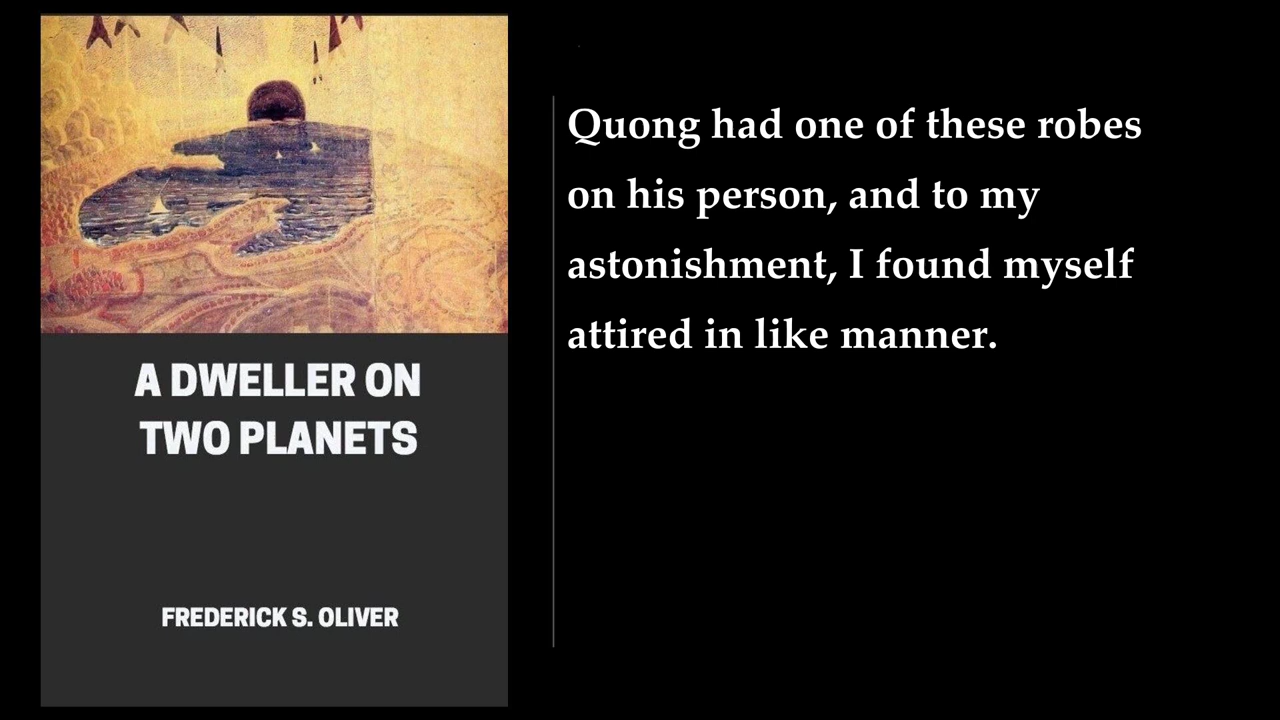 A DWELLER ON
TWO PLANETS
FREDERICK S. OLIVER
Quong had one of these robes
on his person, and to my
astonishment, I found myself
attired in like manner.